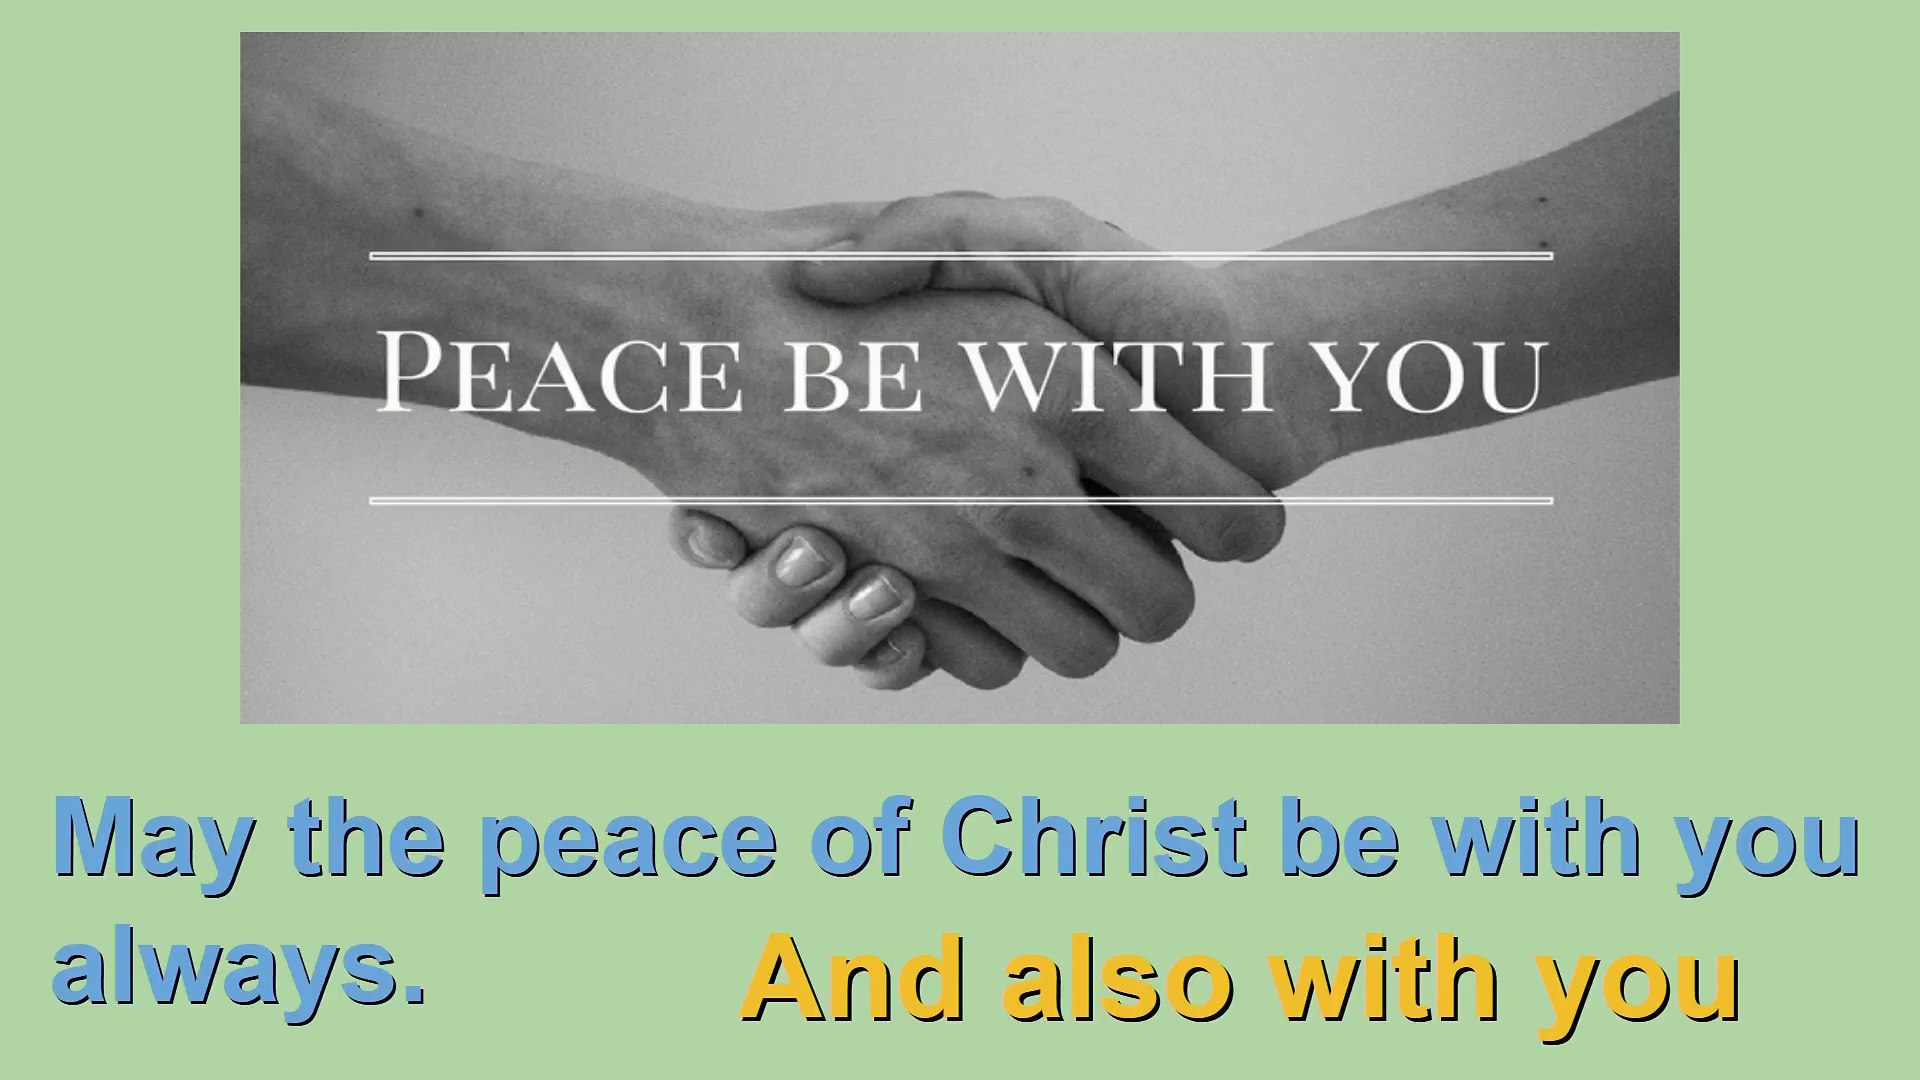 Peace be with you
May the peace of Christ be with you
always.
And also with you